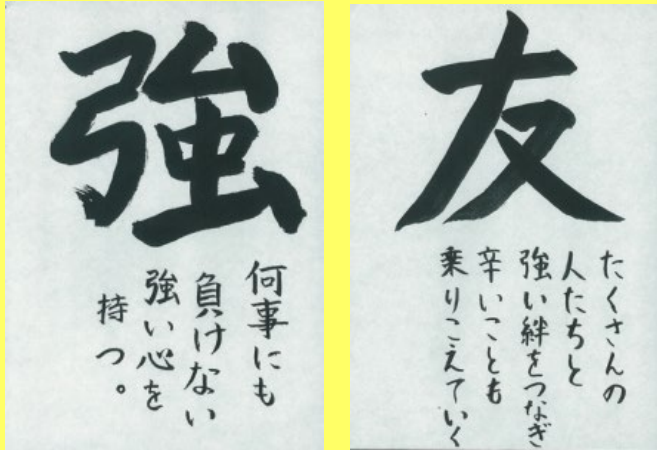 強
何事にも
負けない
強い心を
持つ。
友
たくさんの
人たちと
強い絆をつなぎ
辛いことも
乗りこえていく